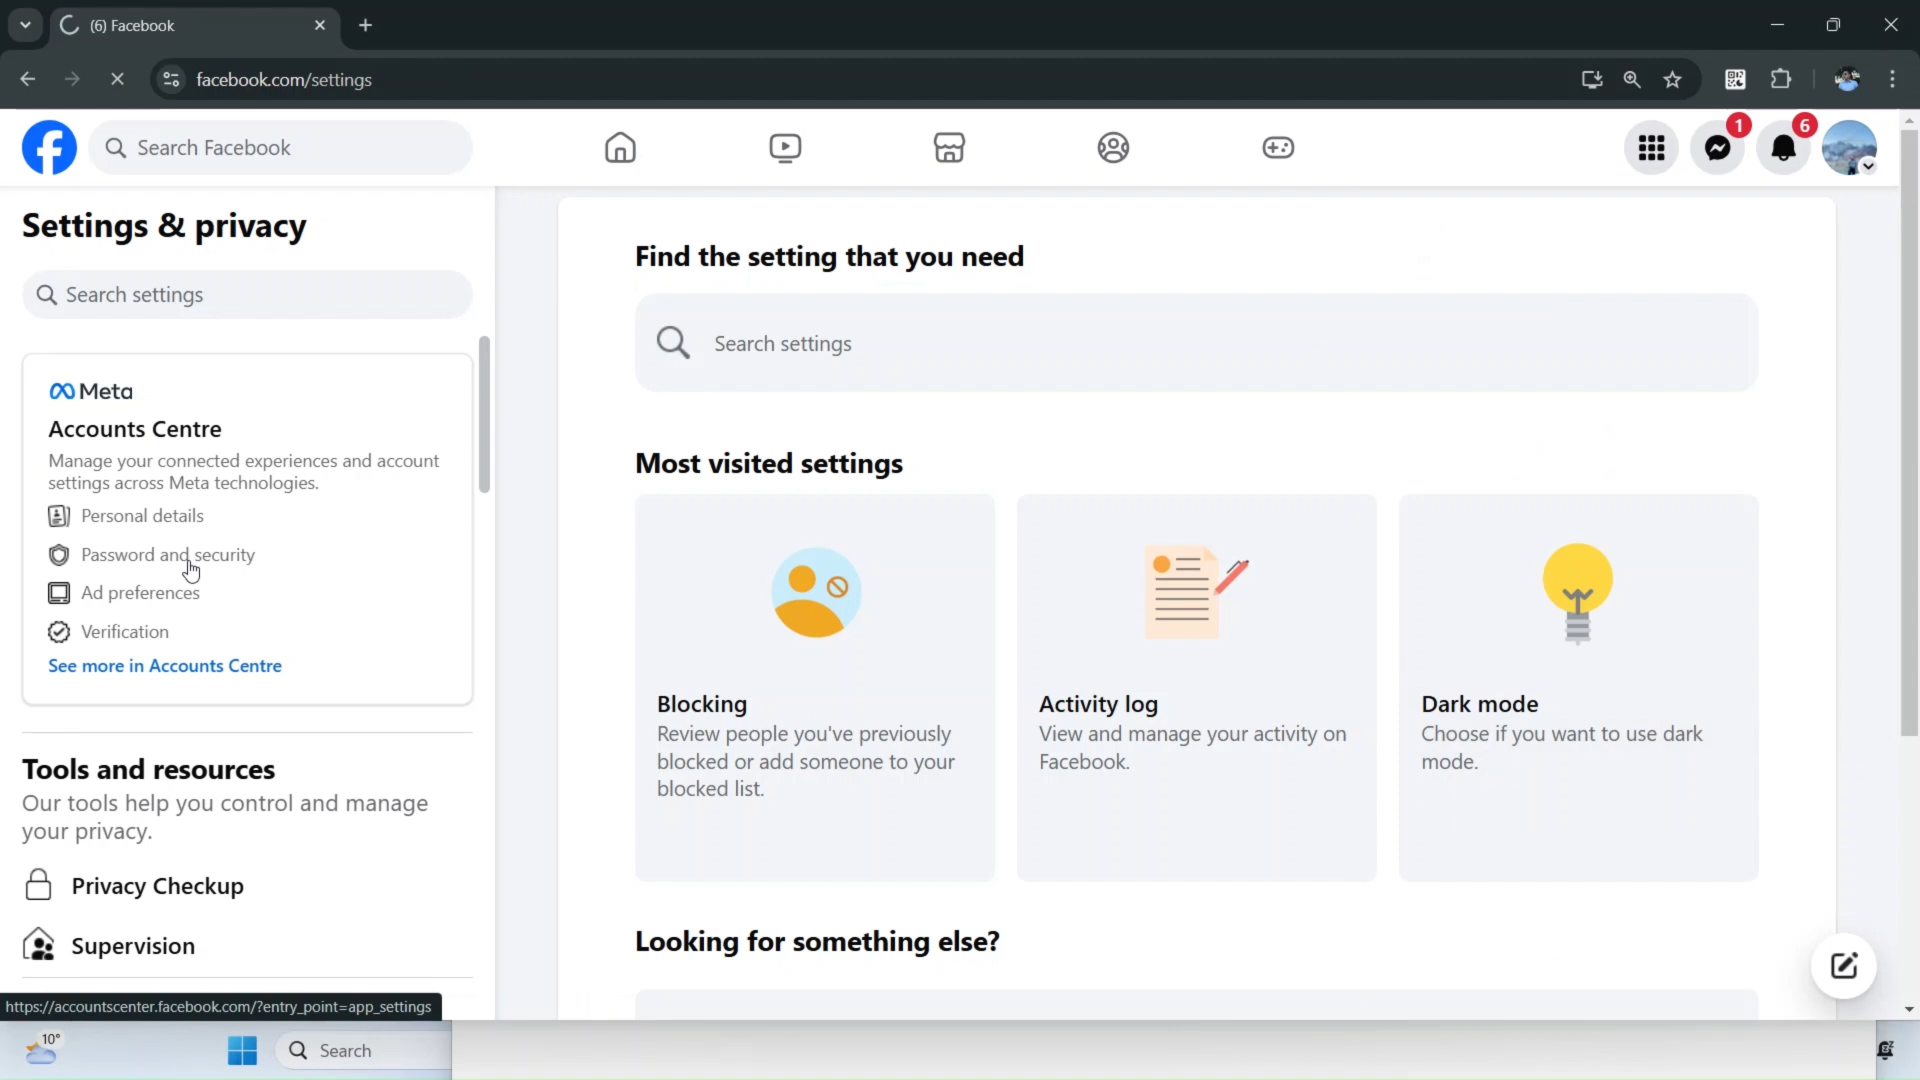 (6) Facebook
facebook.com/settings
Search Facebook
1
6
Settings & privacy
Search settings
Meta
Accounts Centre
Manage your connected experiences and account
settings across Meta technologies.
Personal details
Password and security
Ad preferences
Verification
See more in Accounts Centre
Tools and resources
Our tools help you control and manage
your privacy.
Privacy Checkup
Supervision
Find the setting that you need
Search settings
Most visited settings
Blocking
Review people you've previously
blocked or add someone to your
blocked list.
Activity log
View and manage your activity on
Facebook.
Dark mode
Choose if you want to use dark
mode.
Looking for something else?
https://accountscenter.facebook.com/?entry_point=app_settings
10°
Search